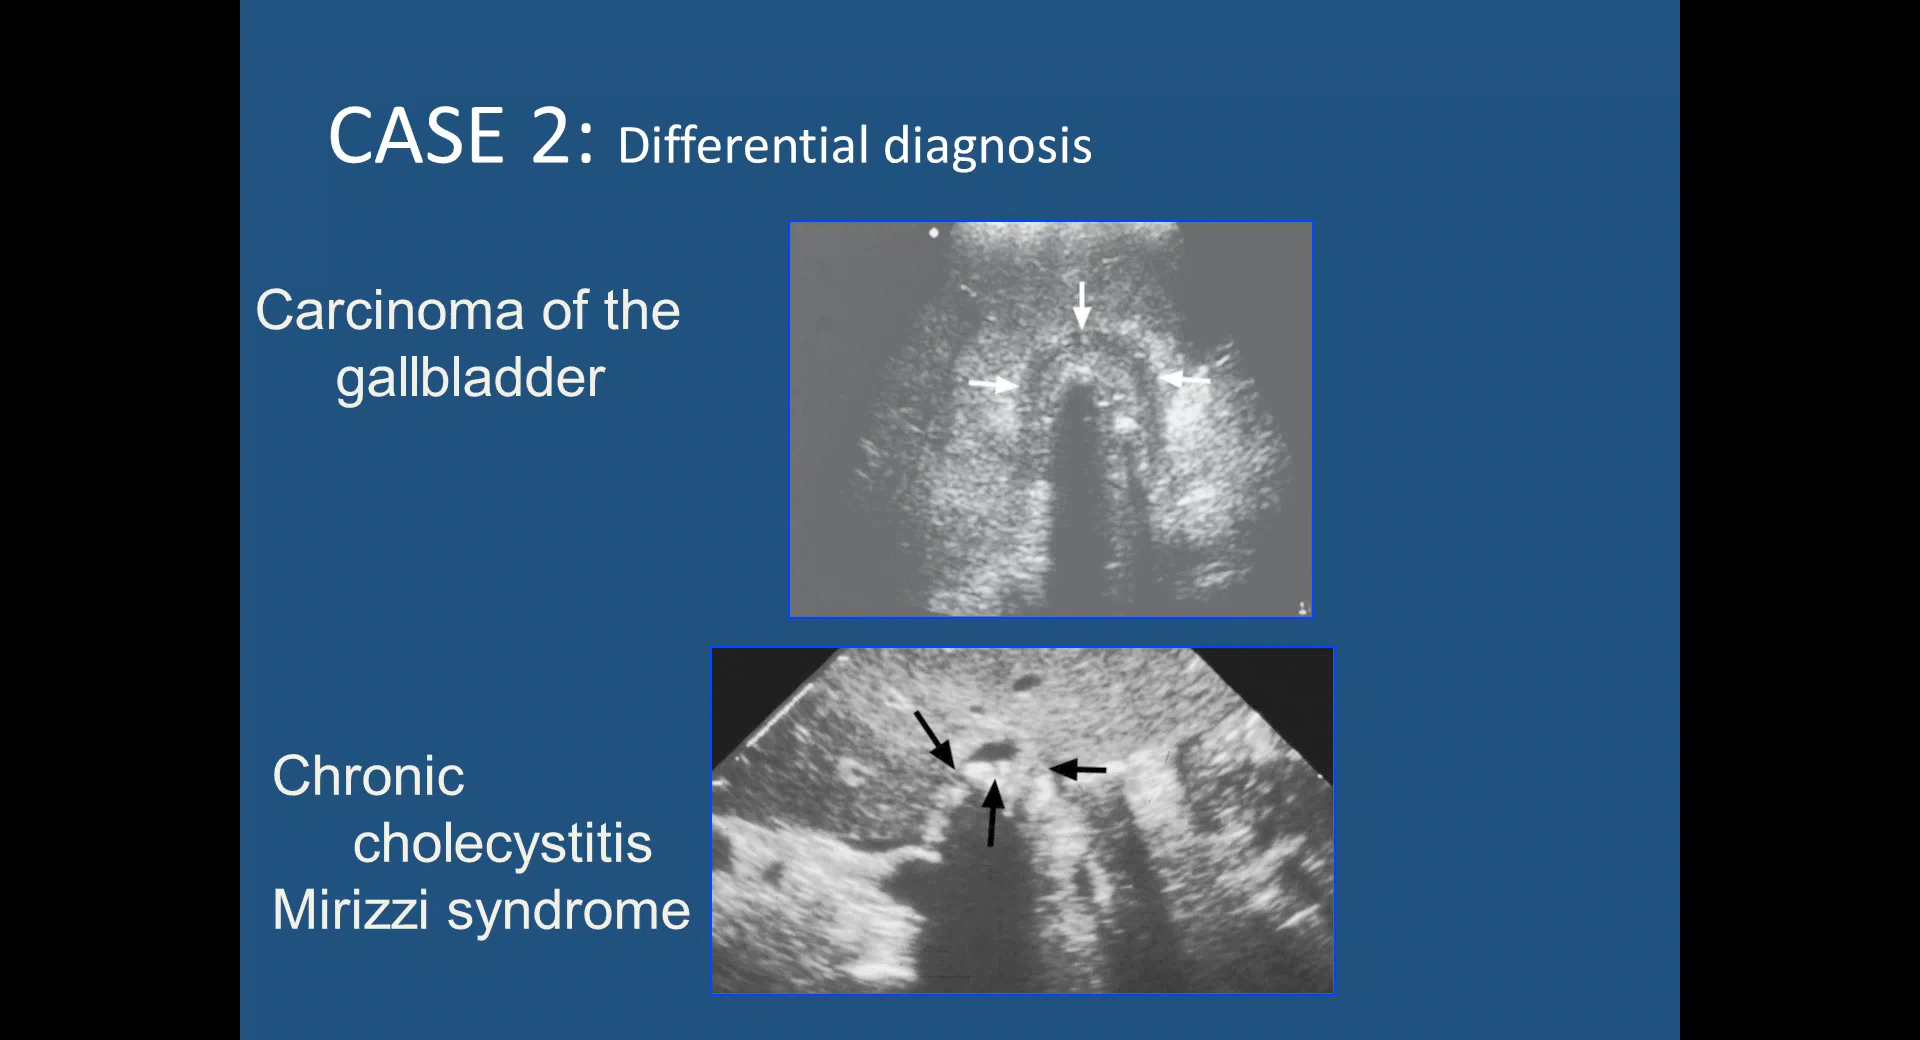 CASE 2: Differential diagnosis
Carcinoma of the
gallbladder
Chronic
cholecystitis
Mirizzi syndrome